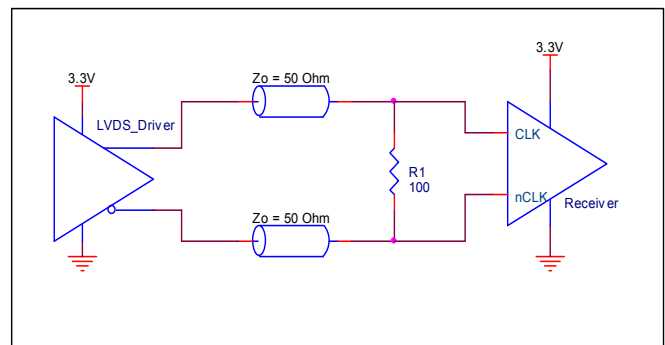 3.3V
LVDS_Driver
Zo = 50 Ohm
Zo = 50 Ohm
R1
100
3.3V
CLK
nCLK
Receiver